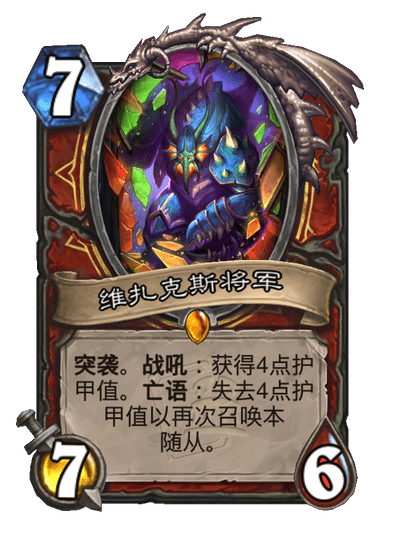 7
维扎克斯将军
突袭。战吼：获得4点护
甲值。亡语：失去4点护
甲值以再次召唤本
随从。
7
6